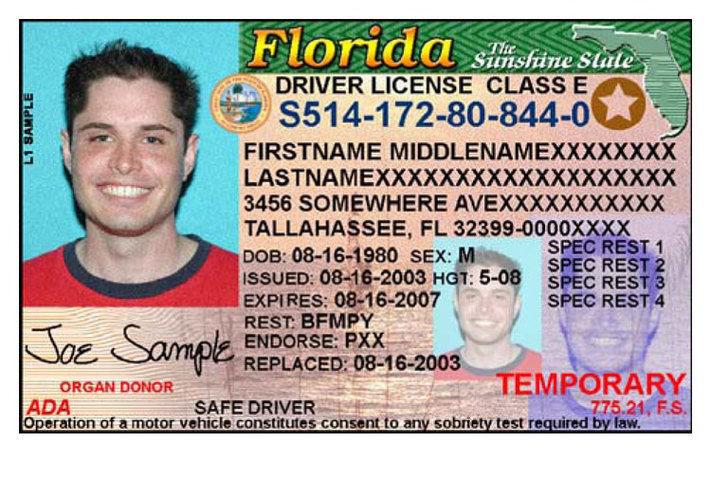 Florida The Sunshine State
L1 SAMPLE
DRIVER LICENSE CLASS E
S514-172-80-844-0
FIRSTNAME MIDDLENAMEXXXXXXXX
LASTNAMEXXXXXXXXXXXXXXXXXXXX
3456 SOMEWHERE AVEXXXXXXXXXXX
TALLAHASSEE, FL 32399-0000XXXX
DOB: 08-16-1980 SEX: M
ISSUED: 08-16-2003 HGT: 5-08
EXPIRES: 08-16-2007
REST: BFMPY
ENDORSE: PXX
REPLACED: 08-16-2003
SPEC REST 1
SPEC REST 2
SPEC REST 3
SPEC REST 4
Joe Sample
ORGAN DONOR
TEMPORARY
ADA
SAFE DRIVER
775.21, F.S.
Operation of a motor vehicle constitutes consent to any sobriety test required by law.